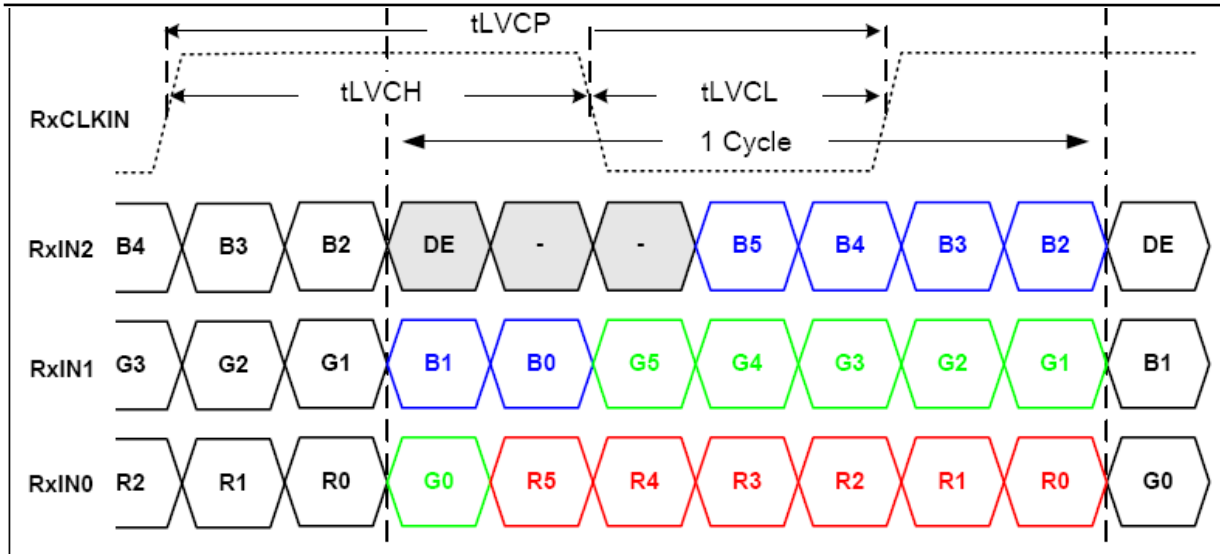 tLVCP
tLVCH tLVCL
RxCLKIN
1 Cycle
RxIN2 B4 B3 B2 DE - - B5 B4 B3 B2 DE
RxIN1 G3 G2 G1 B1 B0 G5 G4 G3 G2 G1 B1
RxIN0 R2 R1 R0 G0 R5 R4 R3 R2 R1 R0 G0